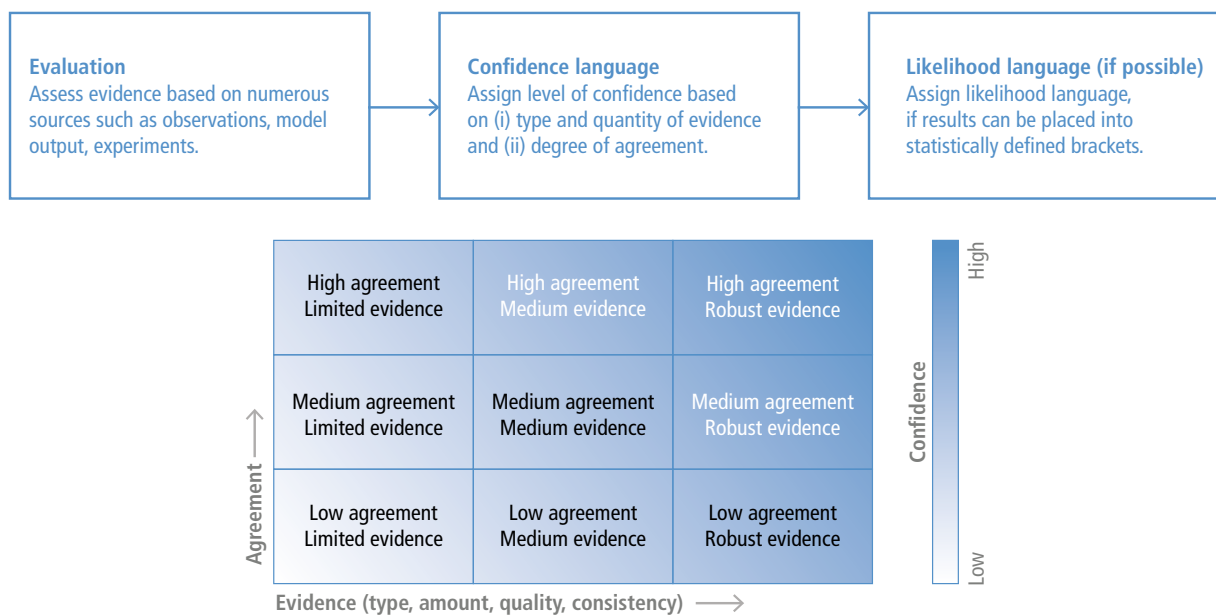 Evaluation
Assess evidence based on numerous
sources such as observations, model
output, experiments.
Confidence language
Assign level of confidence based
on (i) type and quantity of evidence
and (ii) degree of agreement.
Likelihood language (if possible)
Assign likelihood language,
if results can be placed into
statistically defined brackets.
High agreement
Limited evidence
High agreement
Medium evidence
High agreement
Robust evidence
Medium agreement
Limited evidence
Medium agreement
Medium evidence
Medium agreement
Robust evidence
Low agreement
Limited evidence
Low agreement
Medium evidence
Low agreement
Robust evidence
Agreement
Evidence (type, amount, quality, consistency)
Confidence
High
Low